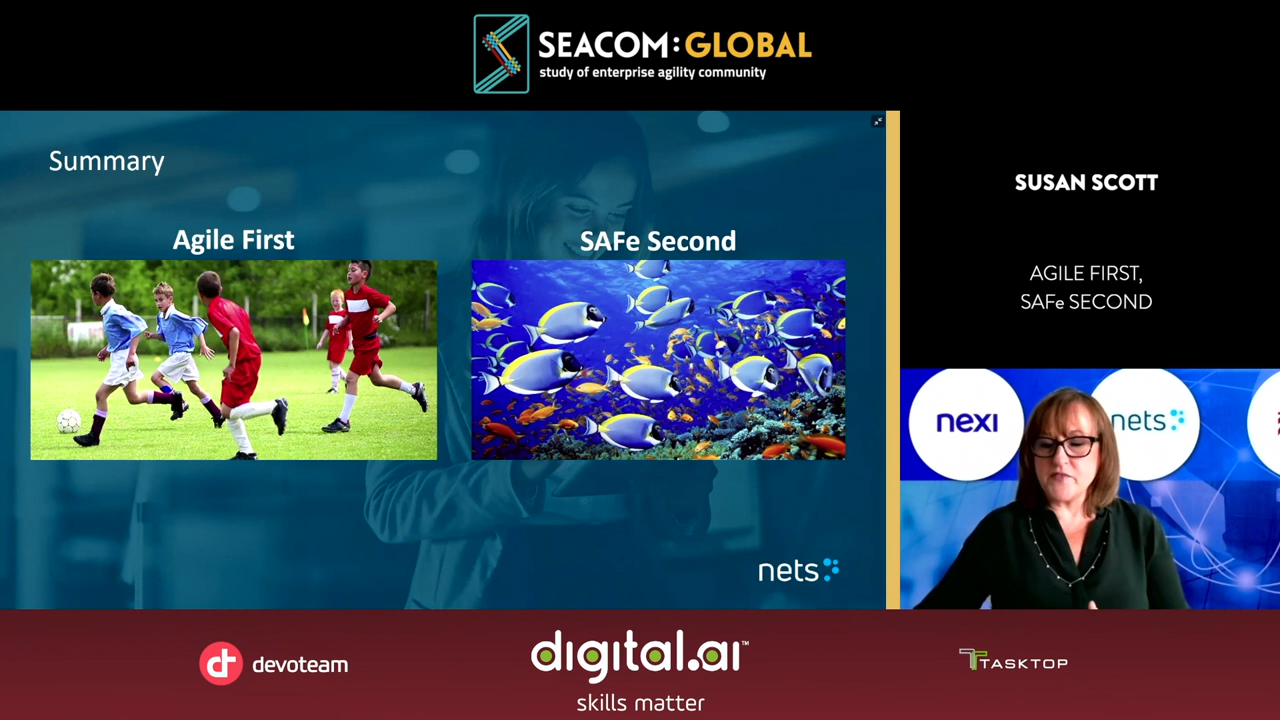 SEACOM:GLOBAL
study of enterprise agility community
Summary
Agile First
SAFe Second
nets
SUSAN SCOTT
AGILE FIRST,
SAFe SECOND
nexi
nets
devoteam
digital.ai™
skills matter
TASKTOP